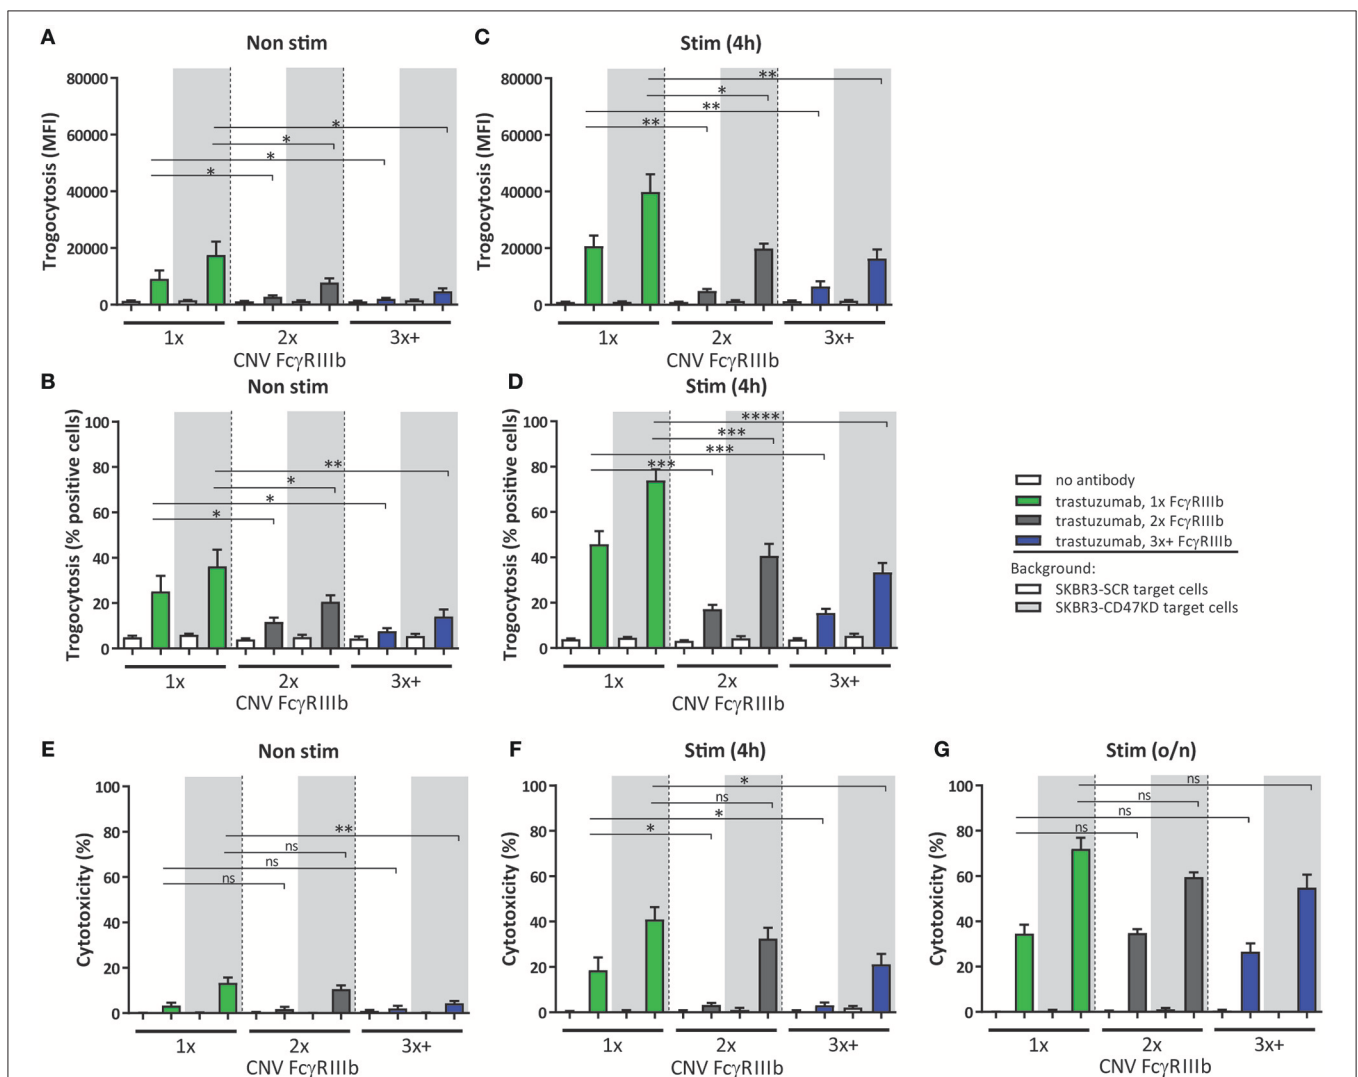 A
Non stim
80000
60000
40000
20000
0
Trogocytosis (MFI)
*
*
*
*
1x 2x 3x+
CNV FcγRIIIb
C
Stim (4h)
80000
60000
40000
20000
0
Trogocytosis (MFI)
**
*
**
**
1x 2x 3x+
CNV FcγRIIIb
B
Non stim
100
80
60
40
20
0
Trogocytosis (% positive cells)
**
*
*
*
1x 2x 3x+
CNV FcγRIIIb
D
Stim (4h)
100
80
60
40
20
0
Trogocytosis (% positive cells)
****
***
***
***
1x 2x 3x+
CNV FcγRIIIb
no antibody
trastuzumab, 1x FcγRIIIb
trastuzumab, 2x FcγRIIIb
trastuzumab, 3x+ FcγRIIIb
Background:
SKBR3-SCR target cells
SKBR3-CD47KD target cells
E
Non stim
100
80
60
40
20
0
Cytotoxicity (%)
**
ns
ns
ns
1x 2x 3x+
CNV FcγRIIIb
F
Stim (4h)
100
80
60
40
20
0
Cytotoxicity (%)
*
ns
*
*
1x 2x 3x+
CNV FcγRIIIb
G
Stim (o/n)
100
80
60
40
20
0
Cytotoxicity (%)
ns
ns
ns
ns
1x 2x 3x+
CNV FcγRIIIb